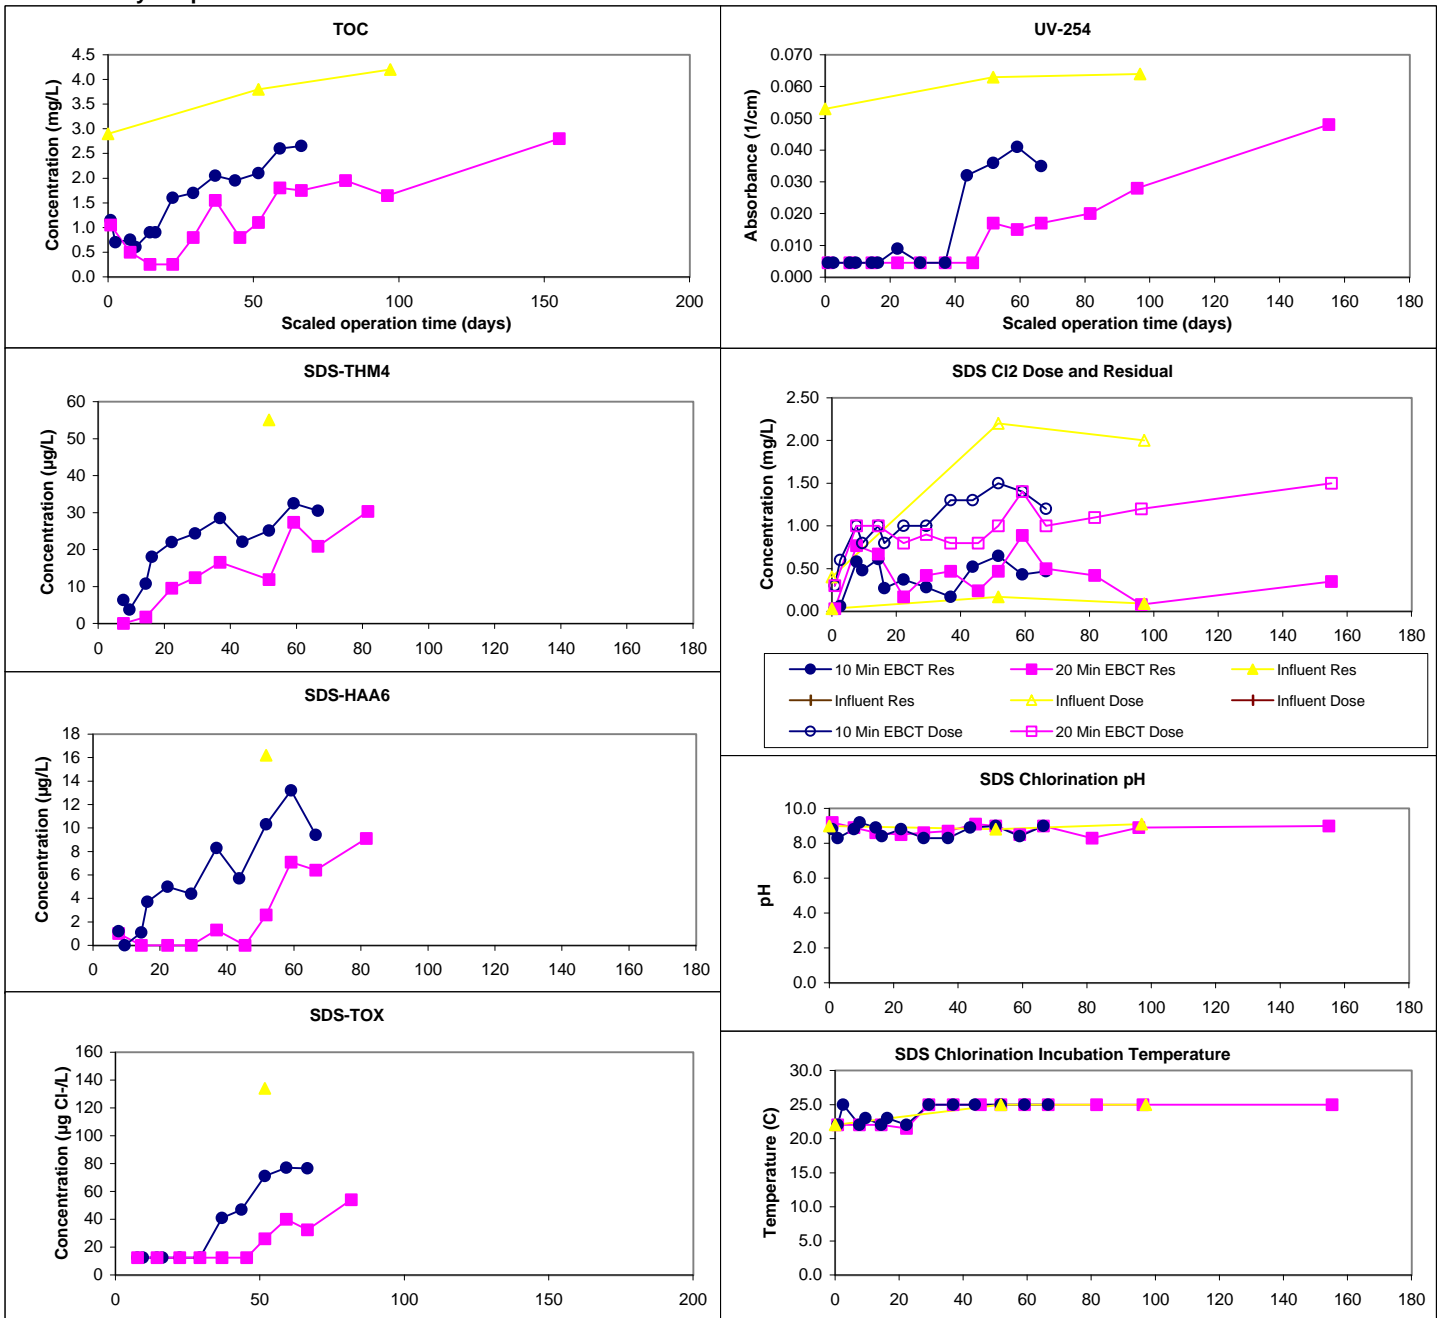 TOC
Concentration (mg/L)
4.5
4.0
3.5
3.0
2.5
2.0
1.5
1.0
0.5
0.0
0 50 100 150 200
Scaled operation time (days)
UV-254
Absorbance (1/cm)
0.070
0.060
0.050
0.040
0.030
0.020
0.010
0.000
0 20 40 60 80 100 120 140 160 180
Scaled operation time (days)
SDS-THM4
Concentration (µg/L)
60
50
40
30
20
10
0
0 20 40 60 80 100 120 140 160 180
SDS Cl2 Dose and Residual
Concentration (mg/L)
2.50
2.00
1.50
1.00
0.50
0.00
0 20 40 60 80 100 120 140 160 180
10 Min EBCT Res 20 Min EBCT Res Influent Res
Influent Res Influent Dose Influent Dose
10 Min EBCT Dose 20 Min EBCT Dose
SDS-HAA6
Concentration (µg/L)
18
16
14
12
10
8
6
4
2
0
0 20 40 60 80 100 120 140 160 180
SDS Chlorination pH
pH
10.0
8.0
6.0
4.0
2.0
0.0
0 20 40 60 80 100 120 140 160 180
SDS-TOX
Concentration (µg Cl-/L)
160
140
120
100
80
60
40
20
0
0 50 100 150 200
SDS Chlorination Incubation Temperature
Temperature (C)
30.0
25.0
20.0
15.0
10.0
5.0
0.0
0 20 40 60 80 100 120 140 160 180